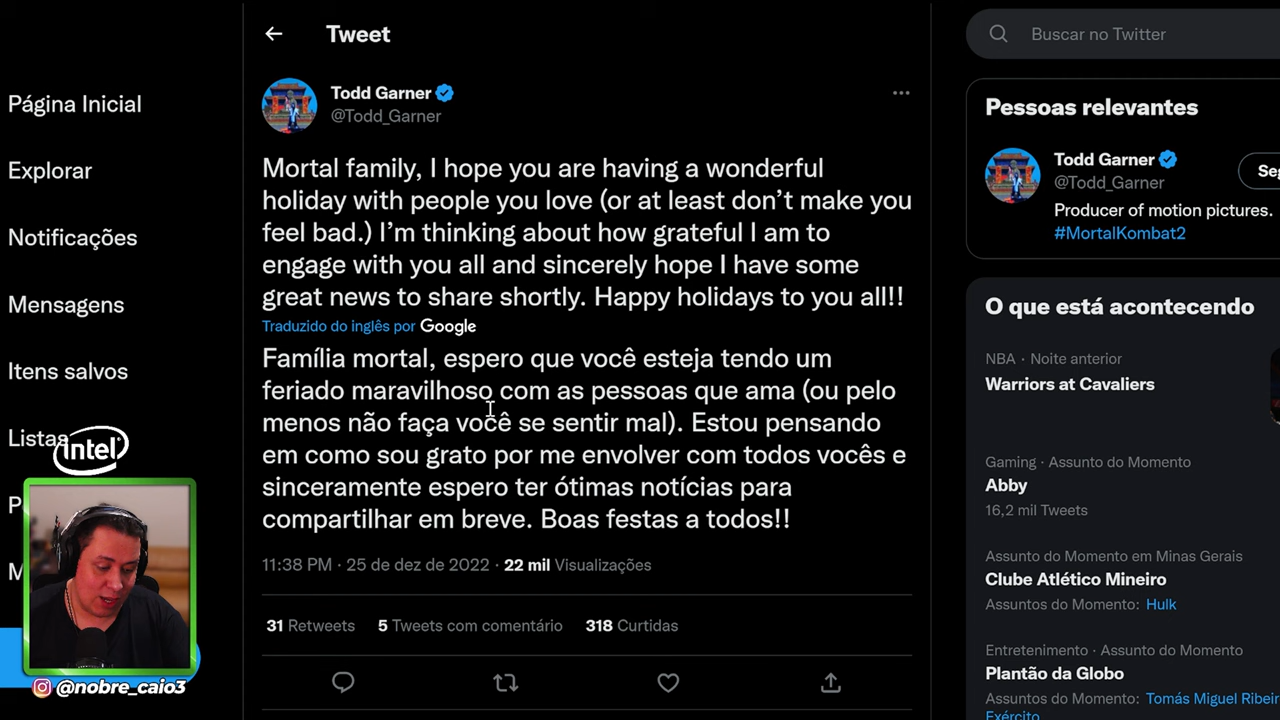 Tweet
Buscar no Twitter
Página Inicial
Explorar
Notificações
Mensagens
Itens salvos
Listas
P
M
intel
@nobre_caio3
Todd Garner
@Todd_Garner
Mortal family, I hope you are having a wonderful
holiday with people you love (or at least don’t make you
feel bad.) I’m thinking about how grateful I am to
engage with you all and sincerely hope I have some
great news to share shortly. Happy holidays to you all!!
Traduzido do inglês por Google
Família mortal, espero que você esteja tendo um
feriado maravilhoso com as pessoas que ama (ou pelo
menos não faça você se sentir mal). Estou pensando
em como sou grato por me envolver com todos vocês e
sinceramente espero ter ótimas notícias para
compartilhar em breve. Boas festas a todos!!
11:38 PM · 25 de dez de 2022 · 22 mil Visualizações
31 Retweets 5 Tweets com comentário 318 Curtidas
Pessoas relevantes
Todd Garner
@Todd_Garner
Seg
Producer of motion pictures.
#MortalKombat2
O que está acontecendo
NBA · Noite anterior
Warriors at Cavaliers
Gaming · Assunto do Momento
Abby
16,2 mil Tweets
Assunto do Momento em Minas Gerais
Clube Atlético Mineiro
Assuntos do Momento: Hulk
Entretenimento · Assunto do Momento
Plantão da Globo
Assuntos do Momento: Tomás Miguel Ribeir
Exército